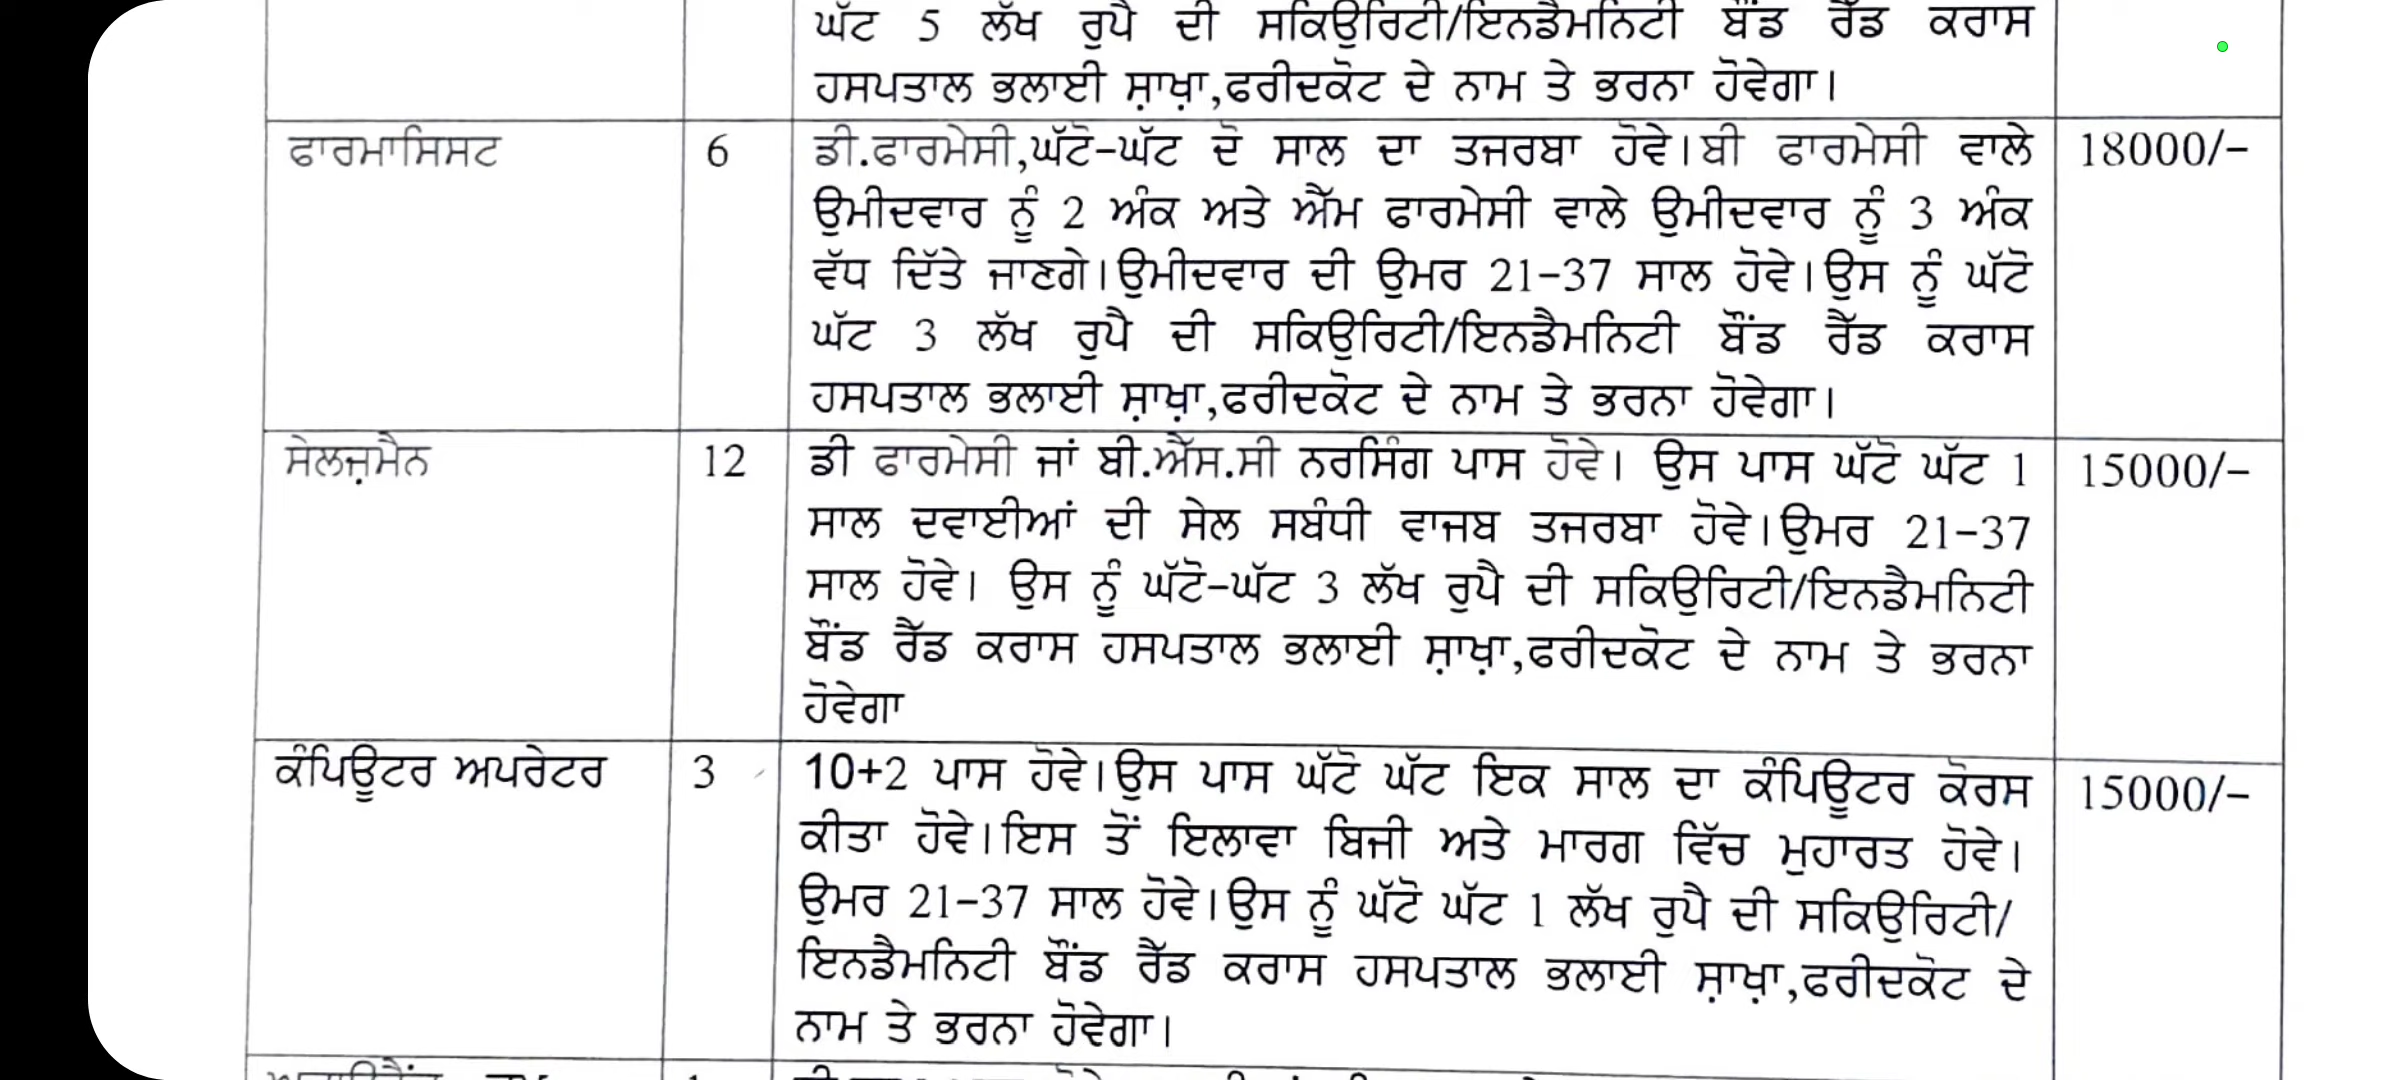 ਘੱਟ 5 ਲੱਖ ਰੁਪੈ ਦੀ ਸਕਿਉਰਿਟੀ/ਇਨਡੈਮਨਿਟੀ ਬੌਂਡ ਰੈੱਡ ਕਰਾਸ
ਹਸਪਤਾਲ ਭਲਾਈ ਸ਼ਾਖ਼ਾ,ਫਰੀਦਕੋਟ ਦੇ ਨਾਮ ਤੇ ਭਰਨਾ ਹੋਵੇਗਾ।
ਫਾਰਮਾਸਿਸਟ 6 ਡੀ.ਫਾਰਮੇਸੀ,ਘੱਟੋ-ਘੱਟ ਦੋ ਸਾਲ ਦਾ ਤਜਰਬਾ ਹੋਵੇ।ਬੀ ਫਾਰਮੇਸੀ ਵਾਲੇ 18000/-
ਉਮੀਦਵਾਰ ਨੂੰ 2 ਅੰਕ ਅਤੇ ਐੱਮ ਫਾਰਮੇਸੀ ਵਾਲੇ ਉਮੀਦਵਾਰ ਨੂੰ 3 ਅੰਕ
ਵੱਧ ਦਿੱਤੇ ਜਾਣਗੇ।ਉਮੀਦਵਾਰ ਦੀ ਉਮਰ 21-37 ਸਾਲ ਹੋਵੇ।ਉਸ ਨੂੰ ਘੱਟੋ
ਘੱਟ 3 ਲੱਖ ਰੁਪੈ ਦੀ ਸਕਿਉਰਿਟੀ/ਇਨਡੈਮਨਿਟੀ ਬੌਂਡ ਰੈੱਡ ਕਰਾਸ
ਹਸਪਤਾਲ ਭਲਾਈ ਸ਼ਾਖ਼ਾ,ਫਰੀਦਕੋਟ ਦੇ ਨਾਮ ਤੇ ਭਰਨਾ ਹੋਵੇਗਾ।
ਸੇਲਜ਼ਮੈਨ 12 ਡੀ ਫਾਰਮੇਸੀ ਜਾਂ ਬੀ.ਐੱਸ.ਸੀ ਨਰਸਿੰਗ ਪਾਸ ਹੋਵੇ। ਉਸ ਪਾਸ ਘੱਟੋ ਘੱਟ 1 15000/-
ਸਾਲ ਦਵਾਈਆਂ ਦੀ ਸੇਲ ਸਬੰਧੀ ਵਾਜਬ ਤਜਰਬਾ ਹੋਵੇ।ਉਮਰ 21-37
ਸਾਲ ਹੋਵੇ। ਉਸ ਨੂੰ ਘੱਟੋ-ਘੱਟ 3 ਲੱਖ ਰੁਪੈ ਦੀ ਸਕਿਉਰਿਟੀ/ਇਨਡੈਮਨਿਟੀ
ਬੌਂਡ ਰੈੱਡ ਕਰਾਸ ਹਸਪਤਾਲ ਭਲਾਈ ਸ਼ਾਖ਼ਾ,ਫਰੀਦਕੋਟ ਦੇ ਨਾਮ ਤੇ ਭਰਨਾ
ਹੋਵੇਗਾ
ਕੰਪਿਊਟਰ ਅਪਰੇਟਰ 3 10+2 ਪਾਸ ਹੋਵੇ।ਉਸ ਪਾਸ ਘੱਟੋ ਘੱਟ ਇਕ ਸਾਲ ਦਾ ਕੰਪਿਊਟਰ ਕੋਰਸ 15000/-
ਕੀਤਾ ਹੋਵੇ।ਇਸ ਤੋਂ ਇਲਾਵਾ ਬਿਜੀ ਅਤੇ ਮਾਰਗ ਵਿੱਚ ਮੁਹਾਰਤ ਹੋਵੇ।
ਉਮਰ 21-37 ਸਾਲ ਹੋਵੇ।ਉਸ ਨੂੰ ਘੱਟੋ ਘੱਟ 1 ਲੱਖ ਰੁਪੈ ਦੀ ਸਕਿਉਰਿਟੀ/
ਇਨਡੈਮਨਿਟੀ ਬੌਂਡ ਰੈੱਡ ਕਰਾਸ ਹਸਪਤਾਲ ਭਲਾਈ ਸ਼ਾਖ਼ਾ,ਫਰੀਦਕੋਟ ਦੇ
ਨਾਮ ਤੇ ਭਰਨਾ ਹੋਵੇਗਾ।